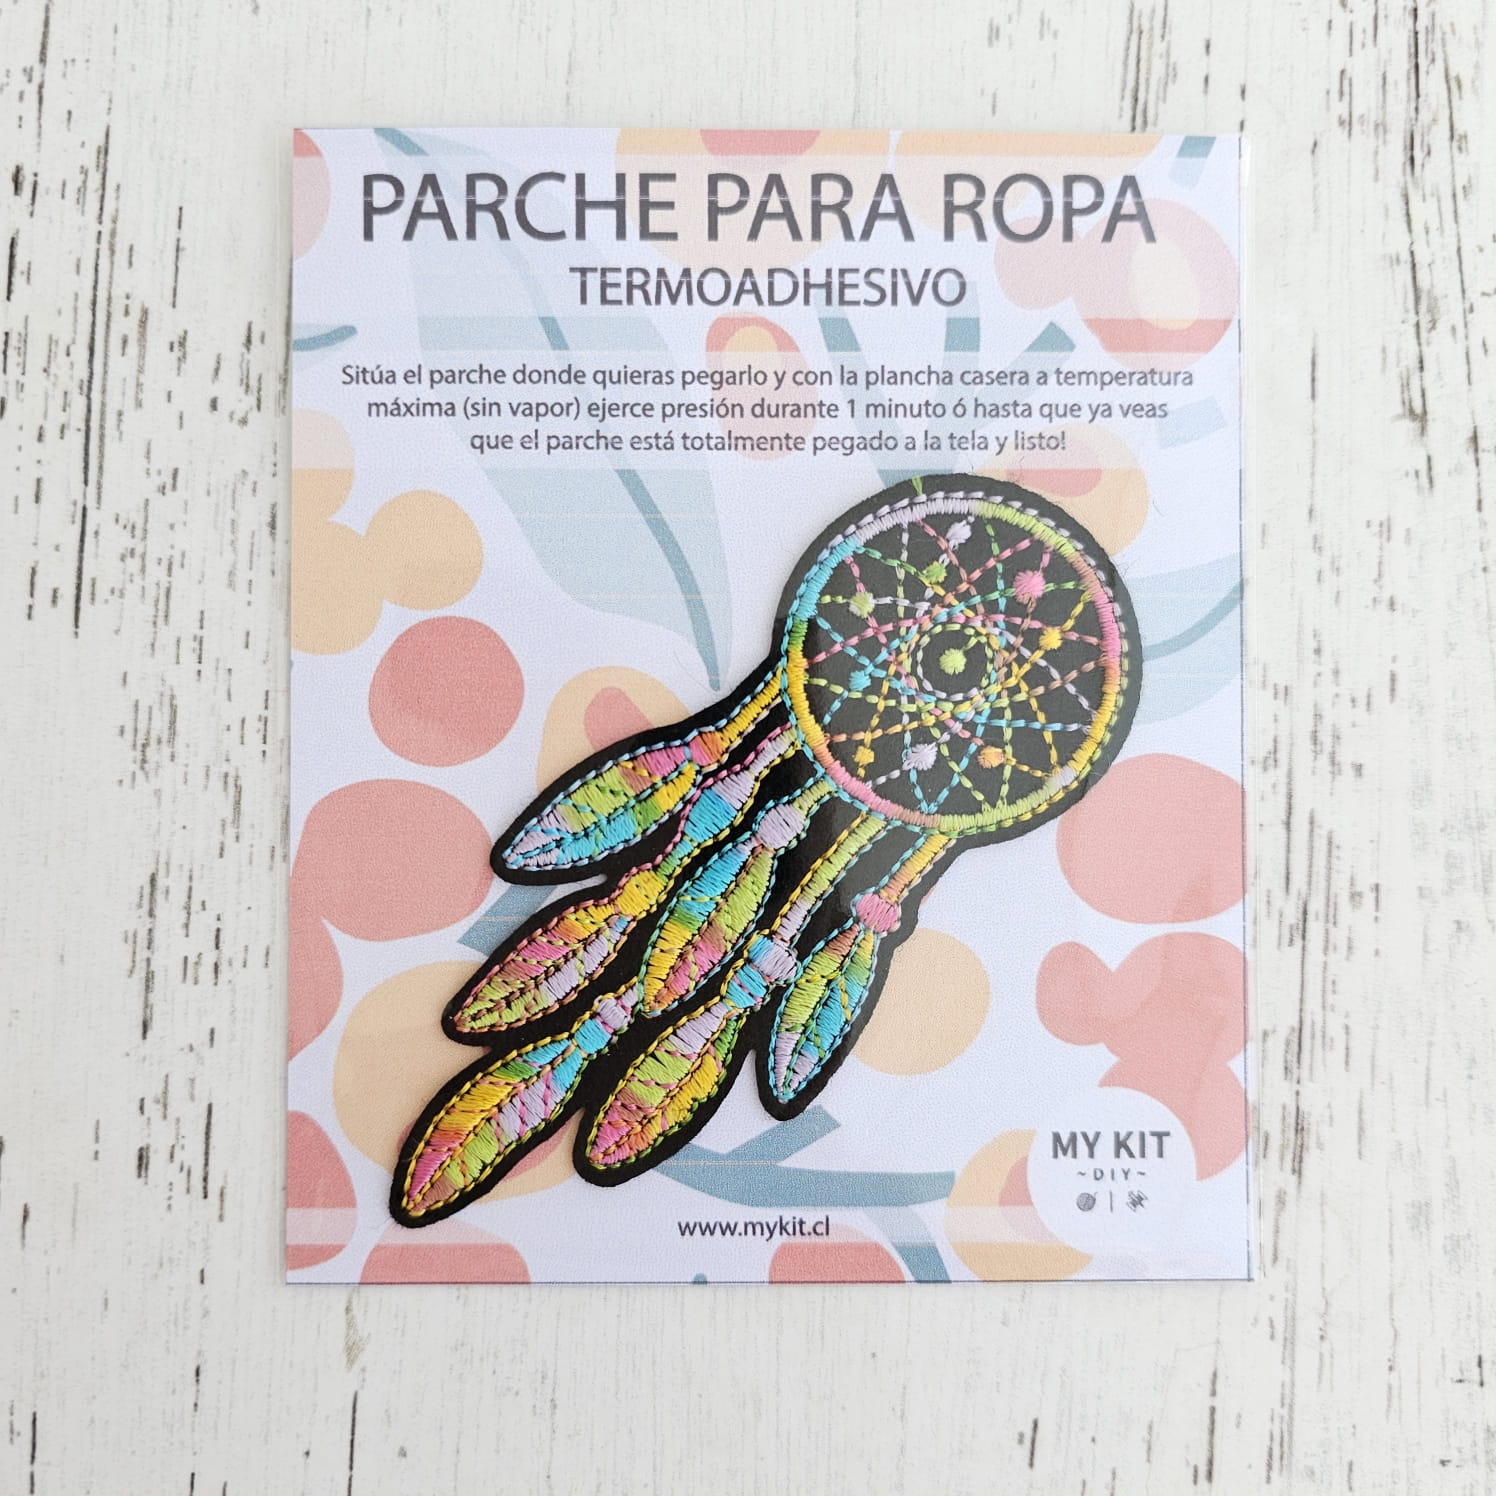 PARCHE PARA ROPA
TERMOADHESIVO
Sitúa el parche donde quieras pegarlo y con la plancha casera a temperatura
máxima (sin vapor) ejerce presión durante 1 minuto ó hasta que ya veas
que el parche está totalmente pegado a la tela y listo!
MY KIT
~DIY~
www.mykit.cl